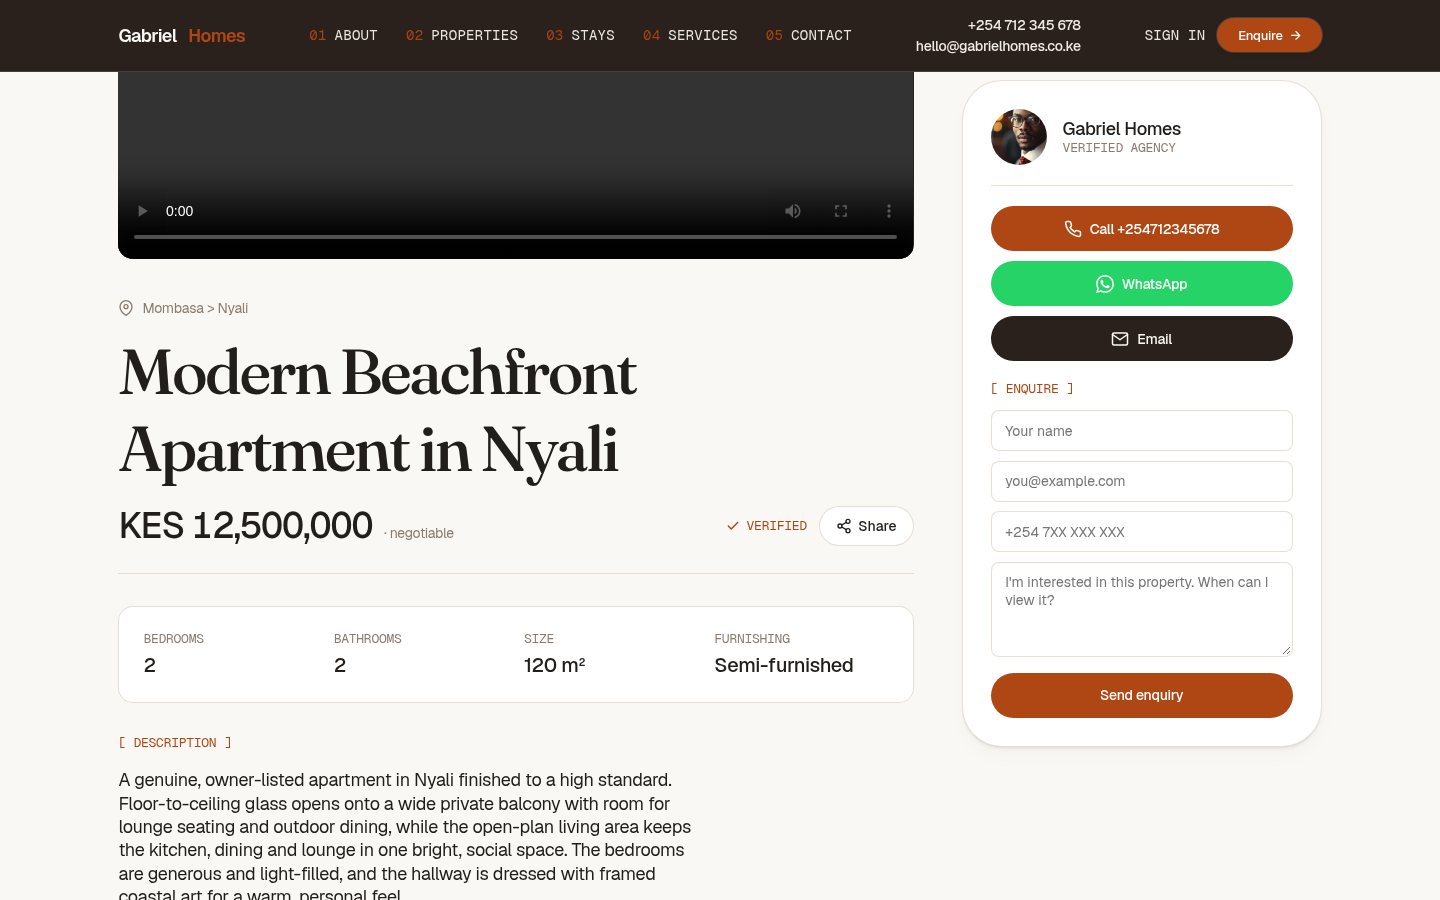 Gabriel Homes
01 ABOUT
02 PROPERTIES
03 STAYS
04 SERVICES
05 CONTACT
+254 712 345 678
hello@gabrielhomes.co.ke
SIGN IN
Enquire →
0:00
Mombasa > Nyali
Modern Beachfront
Apartment in Nyali
KES 12,500,000 · negotiable
VERIFIED
Share
BEDROOMS
2
BATHROOMS
2
SIZE
120 m²
FURNISHING
Semi-furnished
[ DESCRIPTION ]
A genuine, owner-listed apartment in Nyali finished to a high standard.
Floor-to-ceiling glass opens onto a wide private balcony with room for
lounge seating and outdoor dining, while the open-plan living area keeps
the kitchen, dining and lounge in one bright, social space. The bedrooms
are generous and light-filled, and the hallway is dressed with framed
coastal art for a warm, personal feel.
Gabriel Homes
VERIFIED AGENCY
Call +254712345678
WhatsApp
Email
[ ENQUIRE ]
Your name
you@example.com
+254 7XX XXX XXX
I'm interested in this property. When can I
view it?
Send enquiry